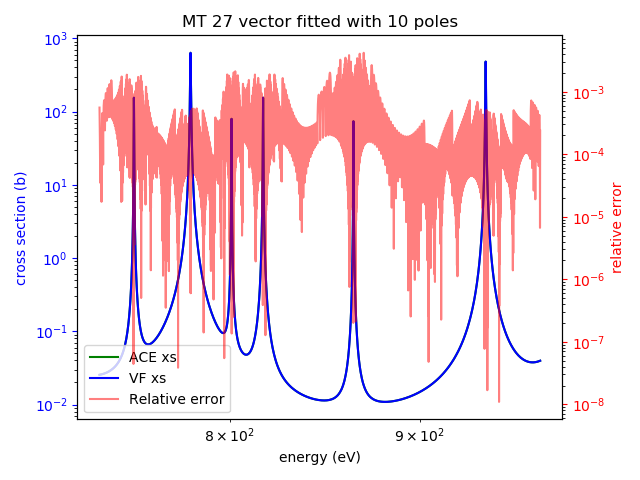 MT 27 vector fitted with 10 poles
10³
10²
10¹
10⁰
10⁻¹
10⁻²
cross section (b)
10⁻³
10⁻⁴
10⁻⁵
10⁻⁶
10⁻⁷
10⁻⁸
relative error
ACE xs
VF xs
Relative error
8 × 10²
9 × 10²
energy (eV)